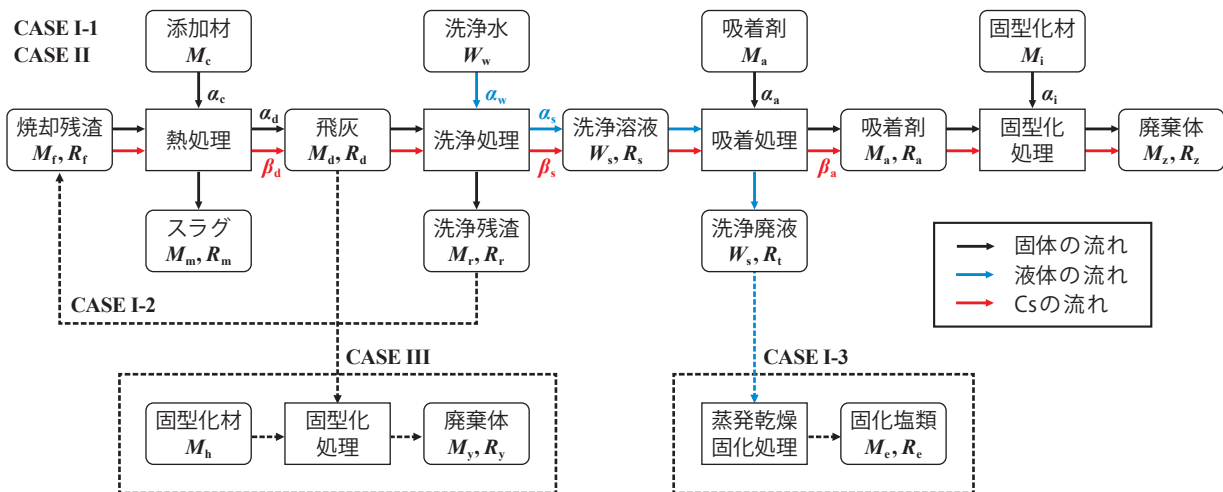 CASE I-1
CASE II
添加材
Mc
洗浄水
Ww
吸着剤
Ma
固型化材
Mi
αc
αw
αa
αi
焼却残渣
Mf, Rf
熱処理
αd
βd
飛灰
Md, Rd
洗浄処理
αs
βs
洗浄溶液
Ws, Rs
吸着処理
βa
吸着剤
Ma, Ra
固型化
処理
廃棄体
Mz, Rz
スラグ
Mm, Rm
洗浄残渣
Mr, Rr
洗浄廃液
Ws, Rt
固体の流れ
液体の流れ
Csの流れ
CASE I-2
CASE III
CASE I-3
固型化材
Mh
固型化
処理
廃棄体
My, Ry
蒸発乾燥
固化処理
固化塩類
Me, Re